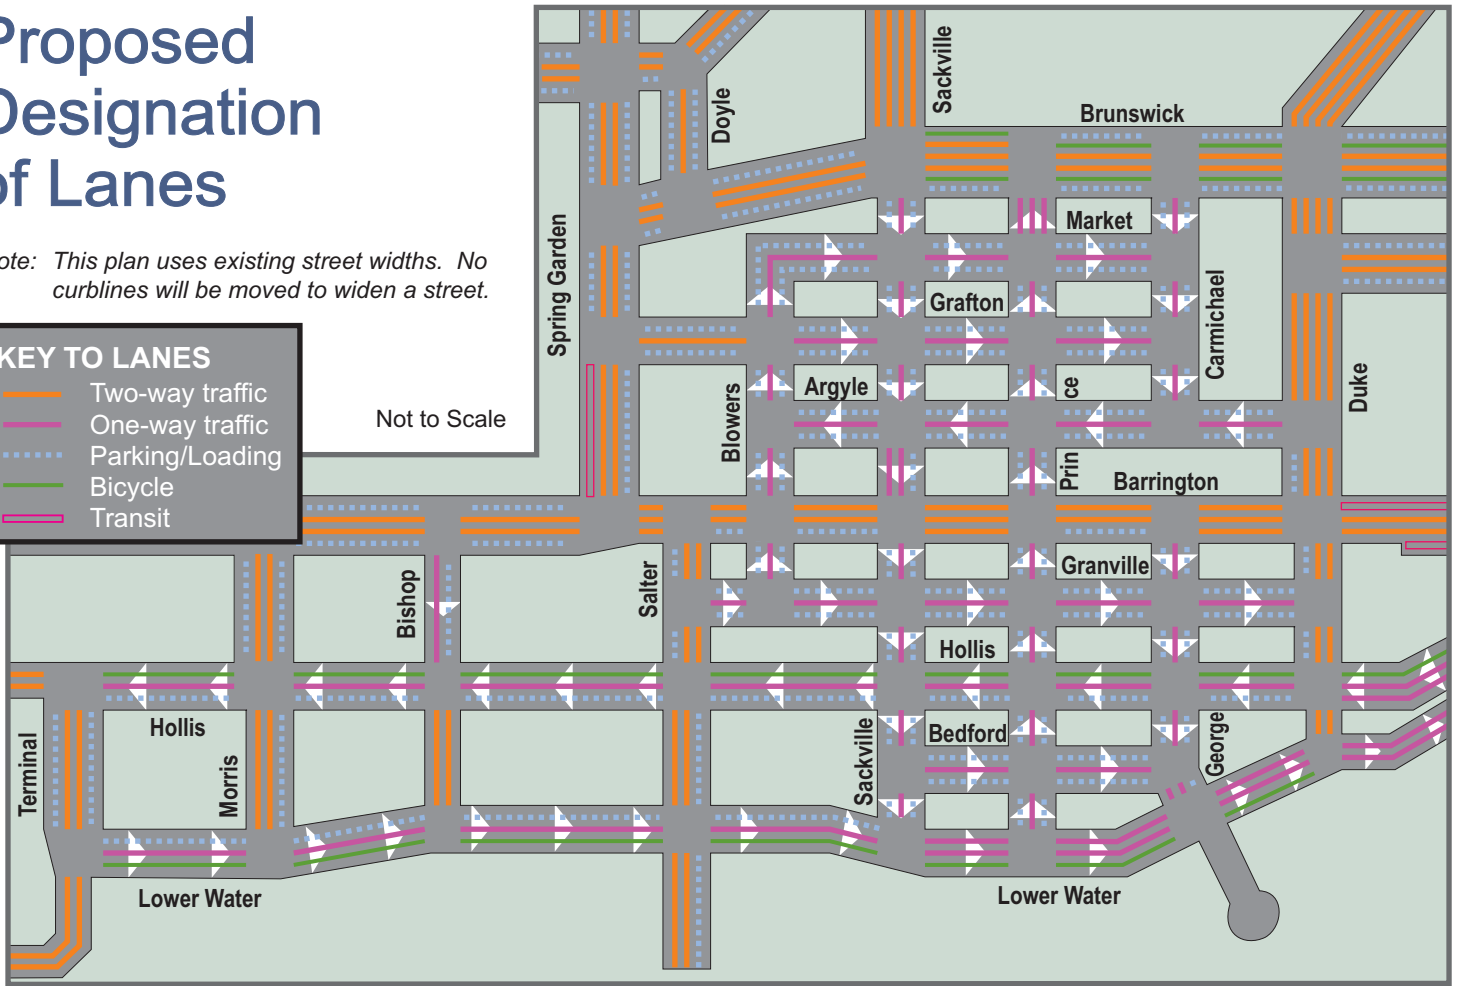 Proposed
Designation
of Lanes
Note: This plan uses existing street widths. No
curblines will be moved to widen a street.
KEY TO LANES
Two-way traffic
One-way traffic
Parking/Loading
Bicycle
Transit
Not to Scale
Sackville
Brunswick
Doyle
Market
Spring Garden
Grafton
Carmichael
Argyle
Blowers
Prin
ce
Duke
Barrington
Bishop
Salter
Granville
Hollis
Hollis
Terminal
Morris
Sackville
Bedford
George
Lower Water
Lower Water